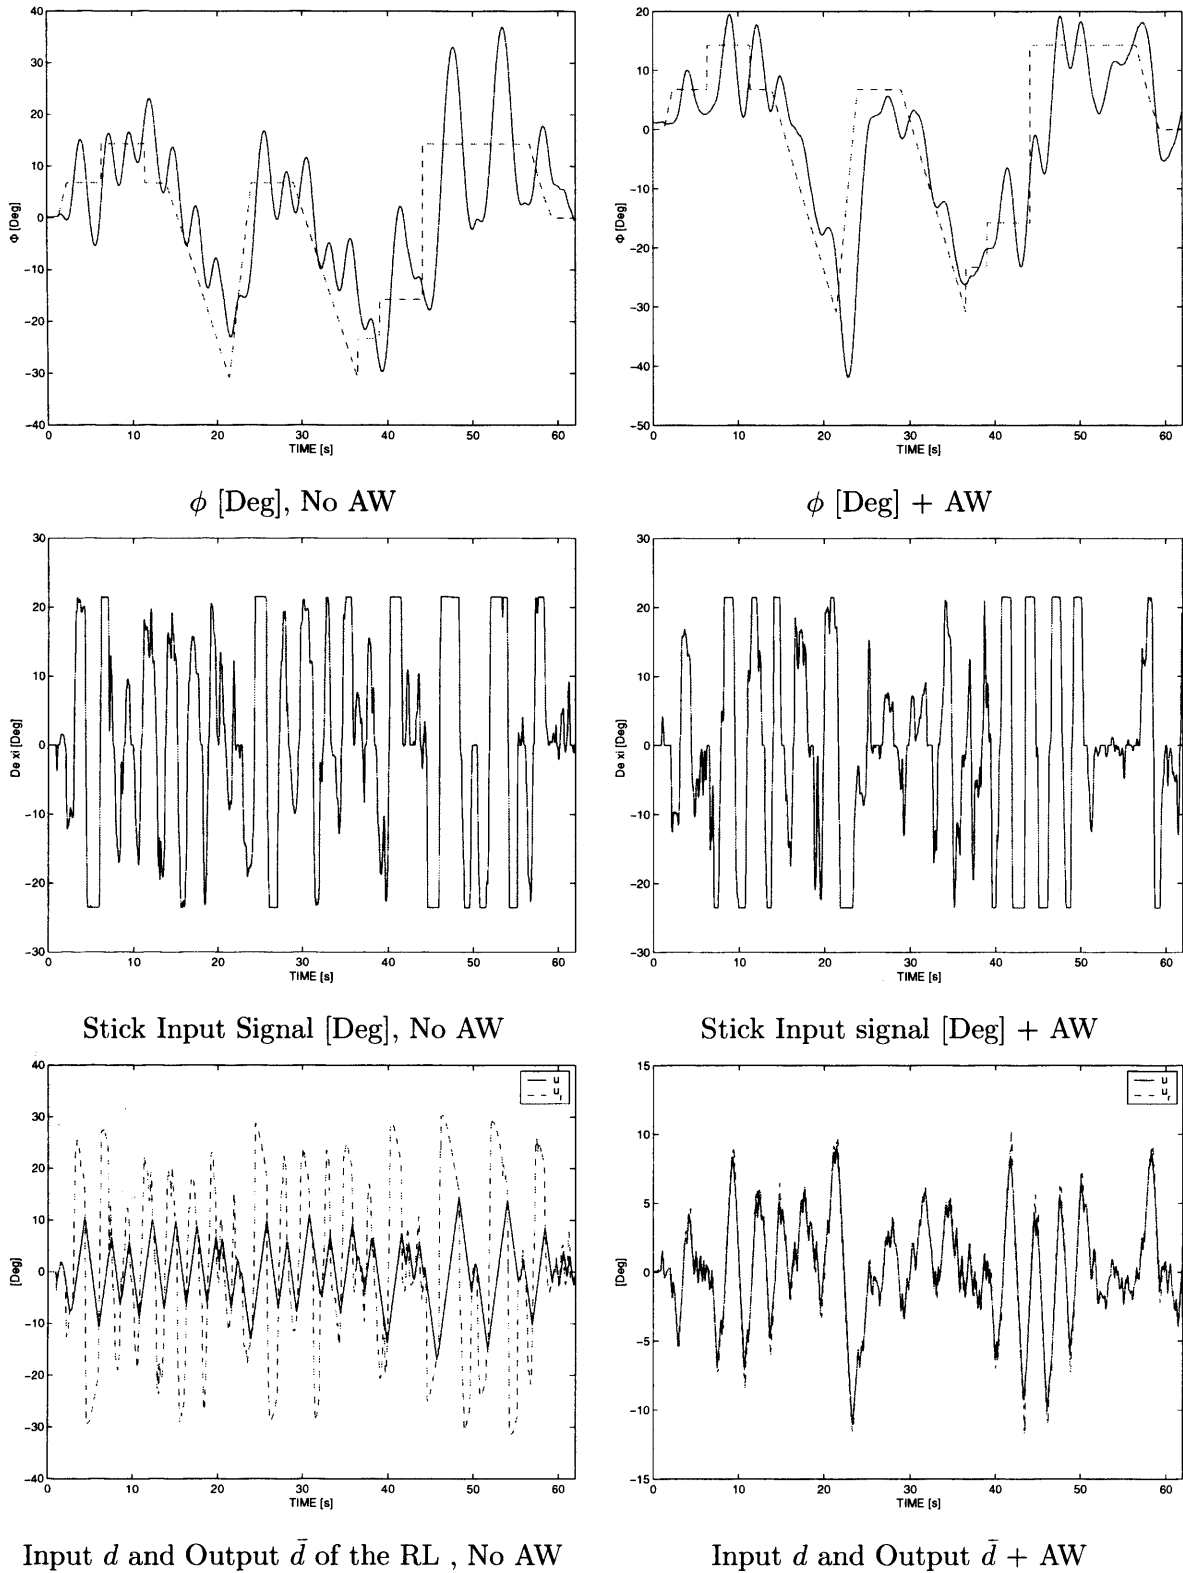 40
30
20
10
0
−10
−20
−30
−40
Φ [Deg]
0 10 20 30 40 50 60
TIME [s]
ϕ [Deg], No AW
20
10
0
−10
−20
−30
−40
−50
Φ [Deg]
0 10 20 30 40 50 60
TIME [s]
ϕ [Deg] + AW
30
20
10
0
−10
−20
−30
De xi [Deg]
0 10 20 30 40 50 60
TIME [s]
Stick Input Signal [Deg], No AW
30
20
10
0
−10
−20
−30
De xi [Deg]
0 10 20 30 40 50 60
TIME [s]
Stick Input signal [Deg] + AW
40
30
20
10
0
−10
−20
−30
−40
[Deg]
u
u_r
0 10 20 30 40 50 60
TIME [s]
Input d and Output d̄ of the RL , No AW
15
10
5
0
−5
−10
−15
[Deg]
u
u_r
0 10 20 30 40 50 60
TIME [s]
Input d and Output d̄ + AW